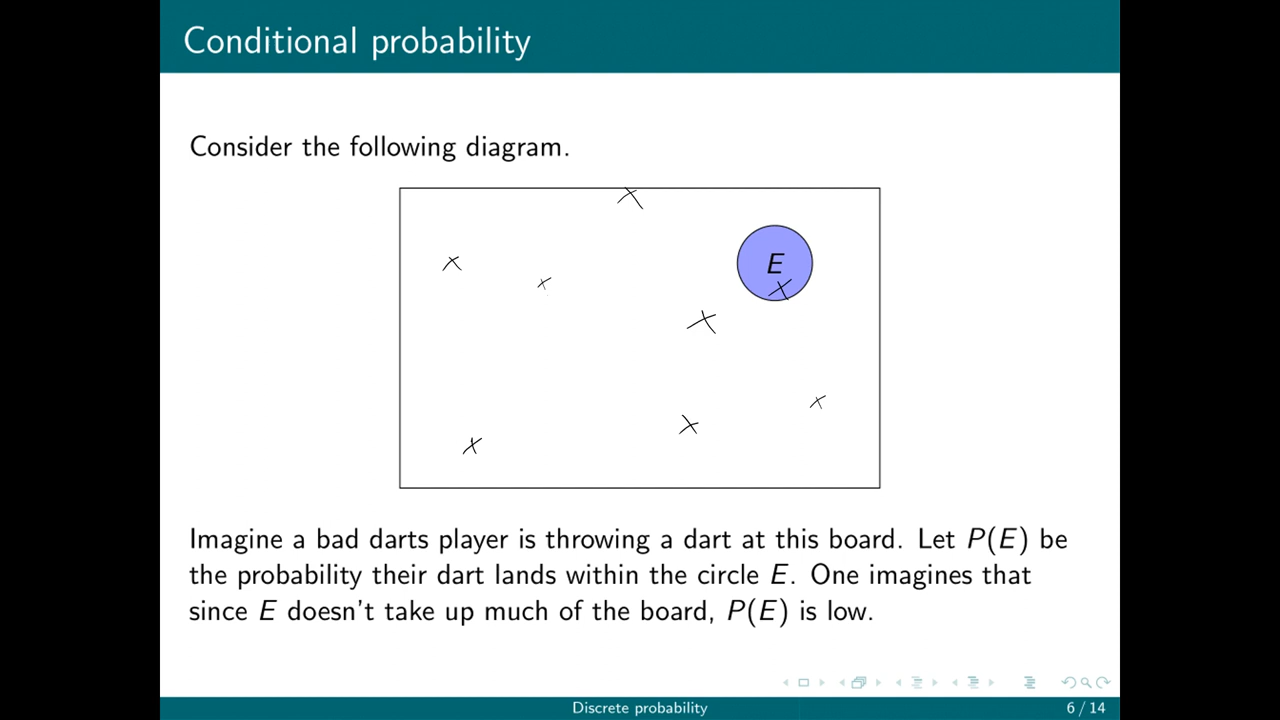 Conditional probability
Consider the following diagram.
E
Imagine a bad darts player is throwing a dart at this board. Let P(E) be
the probability their dart lands within the circle E. One imagines that
since E doesn't take up much of the board, P(E) is low.
Discrete probability
6 / 14